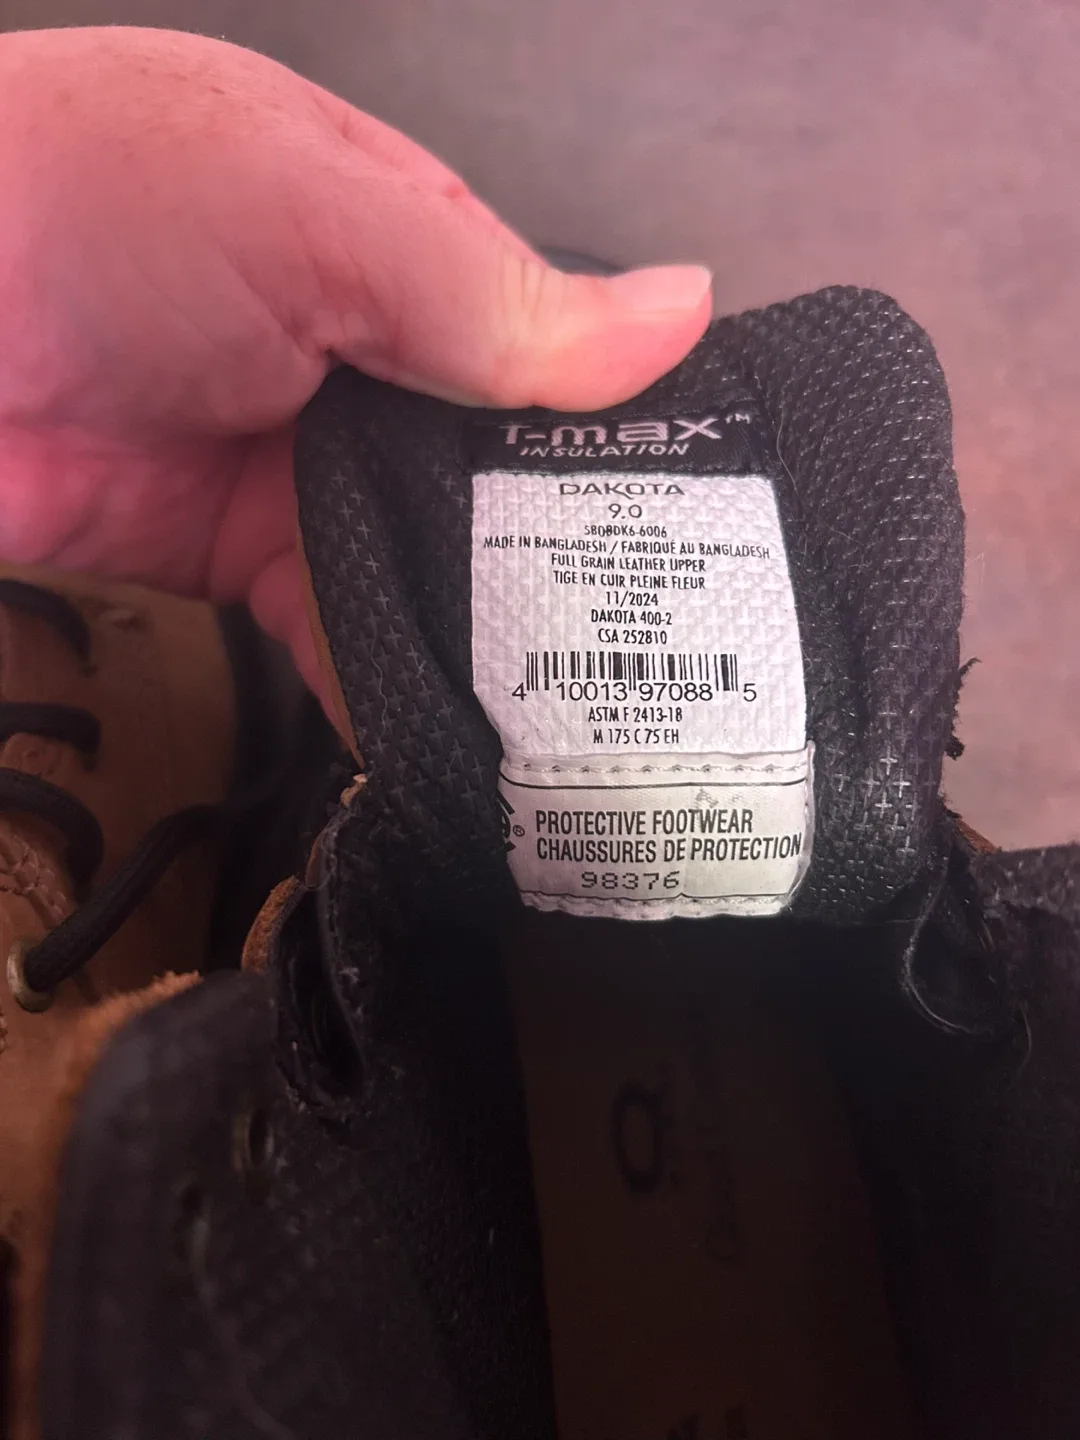 T-max™
INSULATION
DAKOTA
9.0
5808DK6-6006
MADE IN BANGLADESH / FABRIQUÉ AU BANGLADESH
FULL GRAIN LEATHER UPPER
TIGE EN CUIR PLEINE FLEUR
11/2024
DAKOTA 400-2
CSA 252810
4 10013 97088 5
ASTM F 2413-18
M 175 C 75 EH
®
PROTECTIVE FOOTWEAR
CHAUSSURES DE PROTECTION
98376